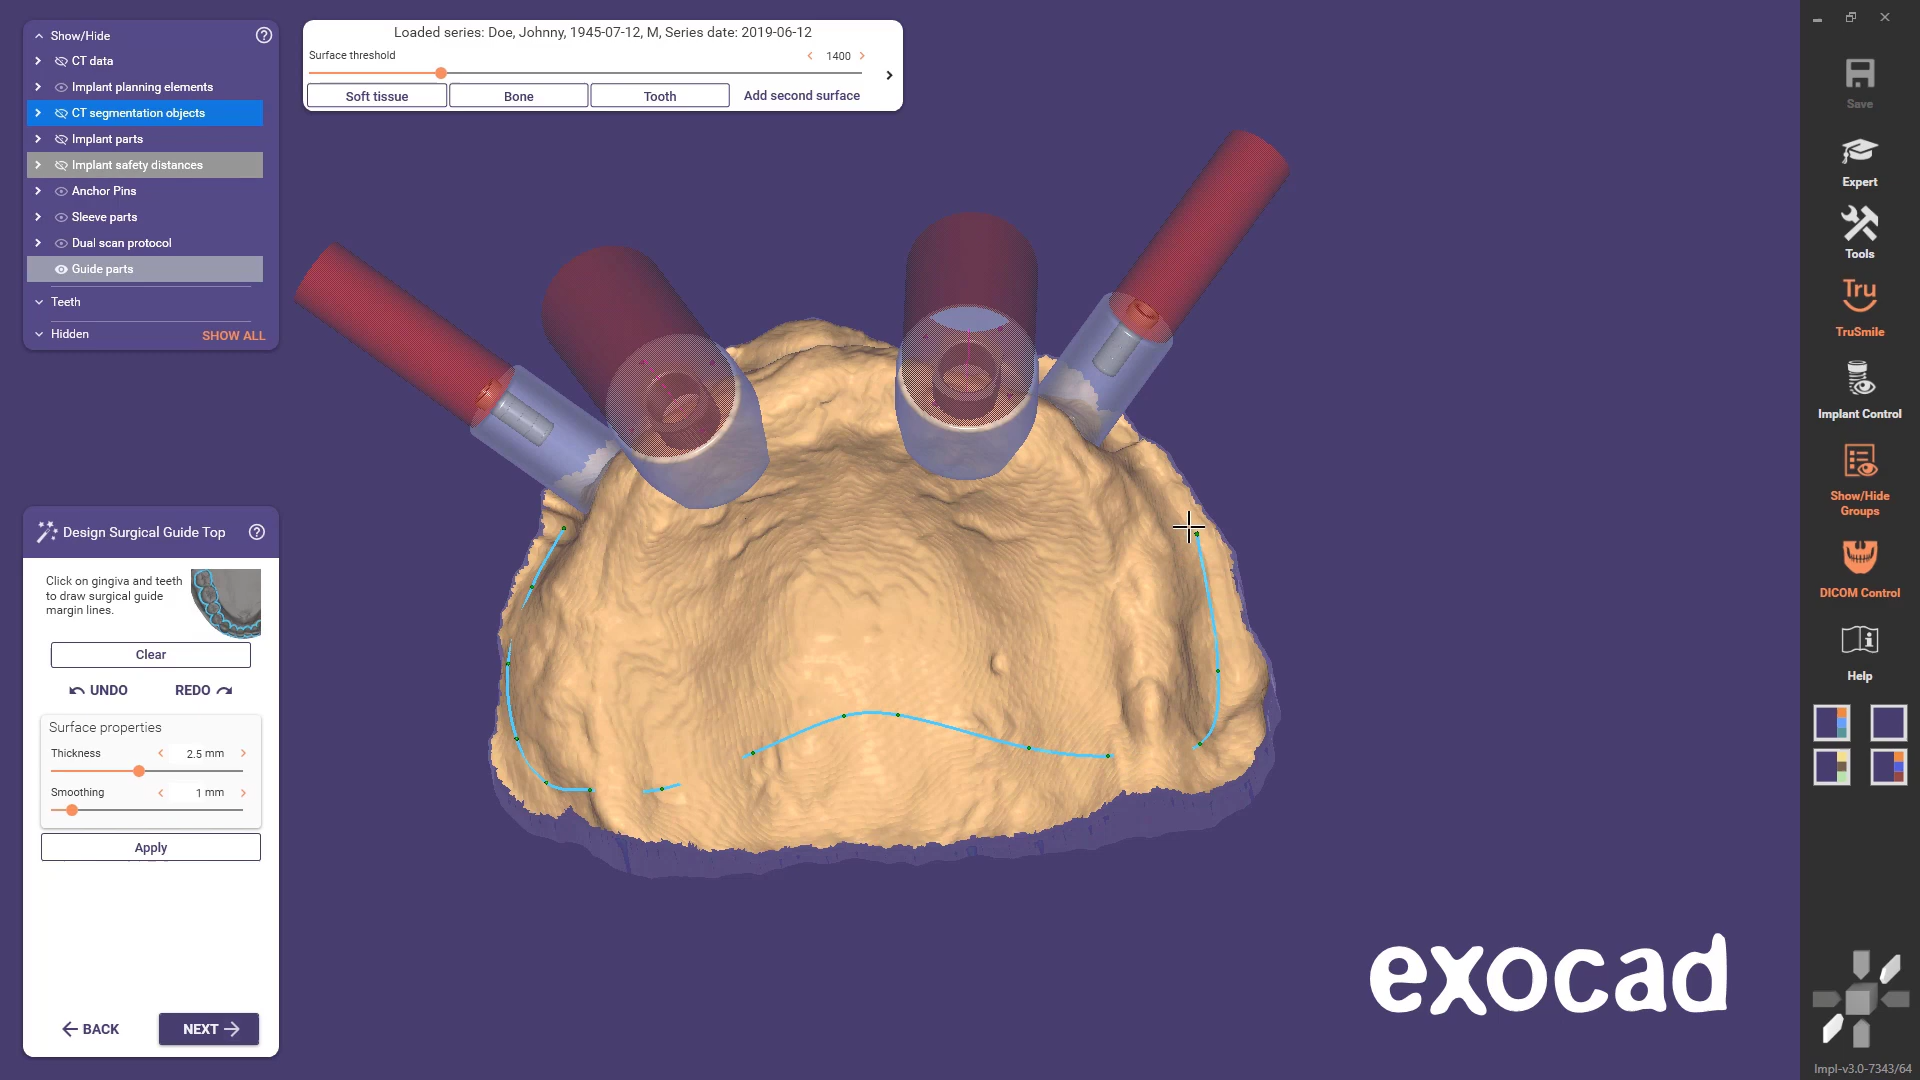 Show/Hide
CT data
Implant planning elements
CT segmentation objects
Implant parts
Implant safety distances
Anchor Pins
Sleeve parts
Dual scan protocol
Guide parts
Teeth
Hidden SHOW ALL
Loaded series: Doe, Johnny, 1945-07-12, M, Series date: 2019-06-12
Surface threshold 1400
Soft tissue Bone Tooth Add second surface
Design Surgical Guide Top
Click on gingiva and teeth
to draw surgical guide
margin lines.
Clear
UNDO REDO
Surface properties
Thickness 2.5 mm
Smoothing 1 mm
Apply
BACK NEXT
Save
Expert
Tools
Tru
TruSmile
Implant Control
Show/Hide
Groups
DICOM Control
Help
exocad
Impl-v3.0-7343/64